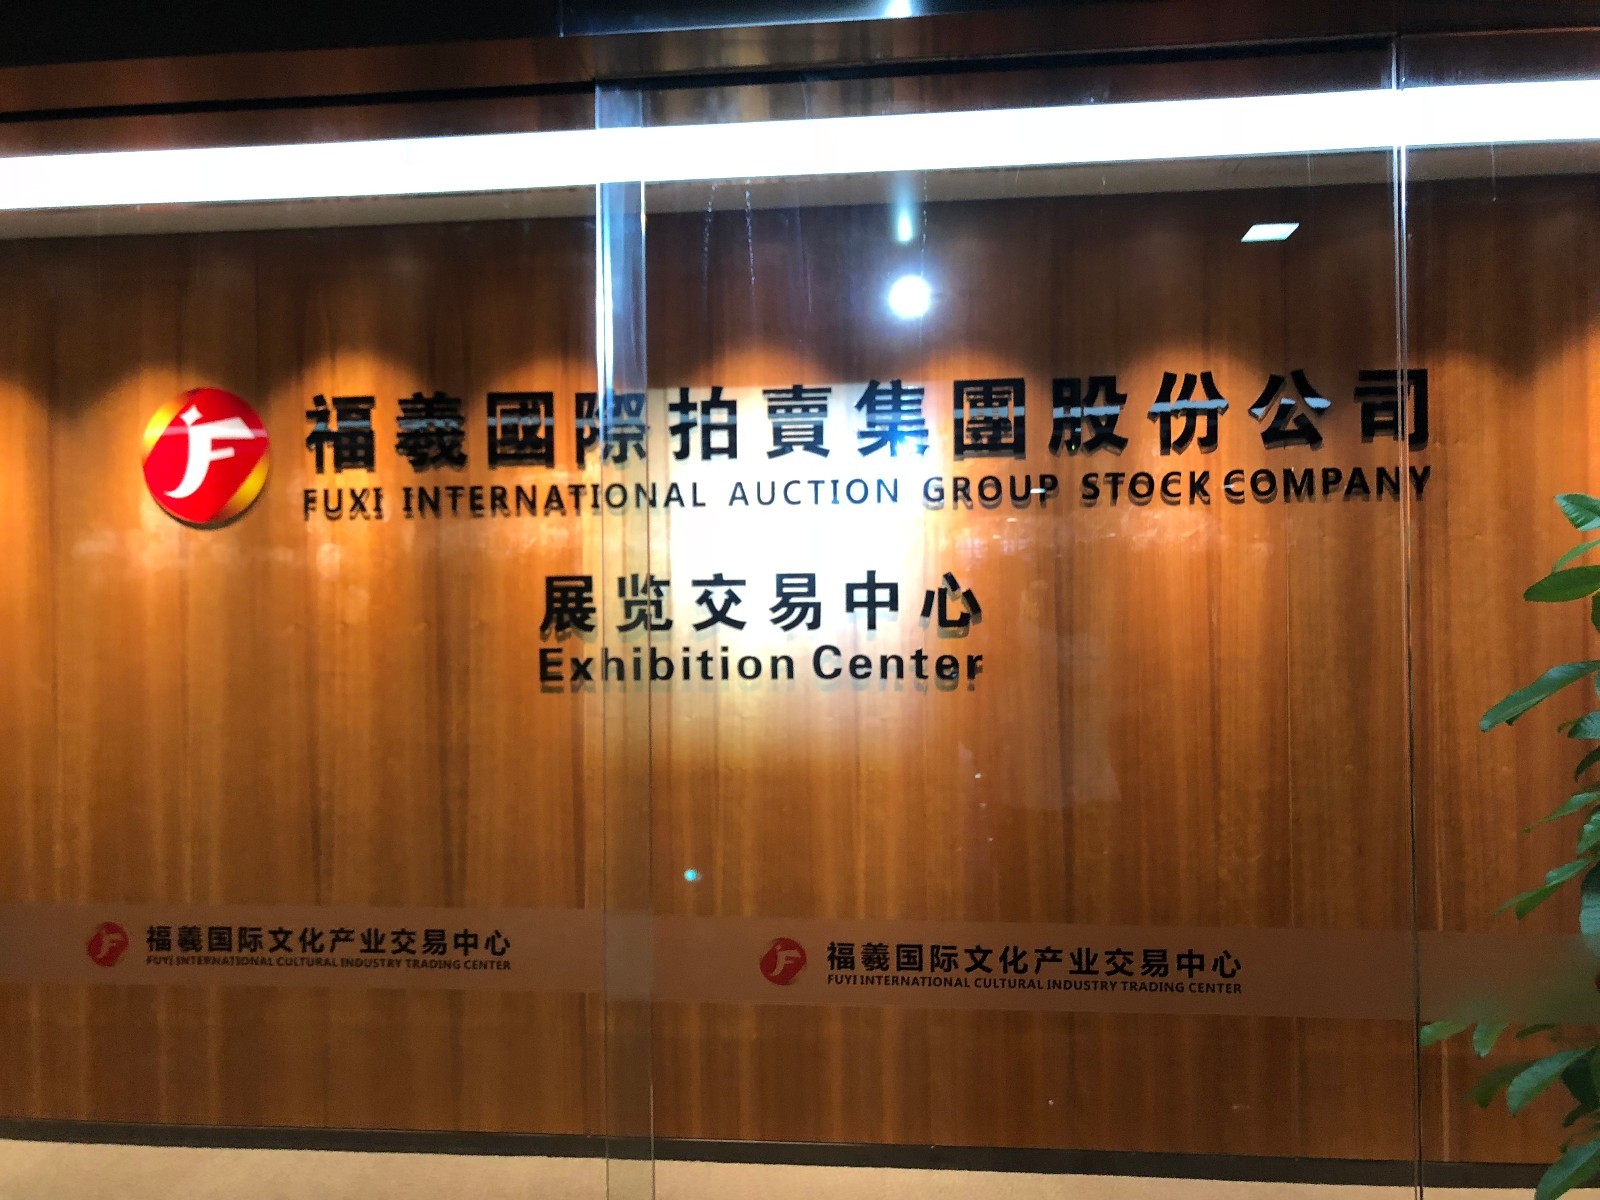 福羲國際拍賣集團股份公司
FUXI INTERNATIONAL AUCTION GROUP STOCK COMPANY
展览交易中心
Exhibition Center
福羲国际文化产业交易中心
FUYI INTERNATIONAL CULTURAL INDUSTRY TRADING CENTER
福羲国际文化产业交易中心
FUYI INTERNATIONAL CULTURAL INDUSTRY TRADING CENTER